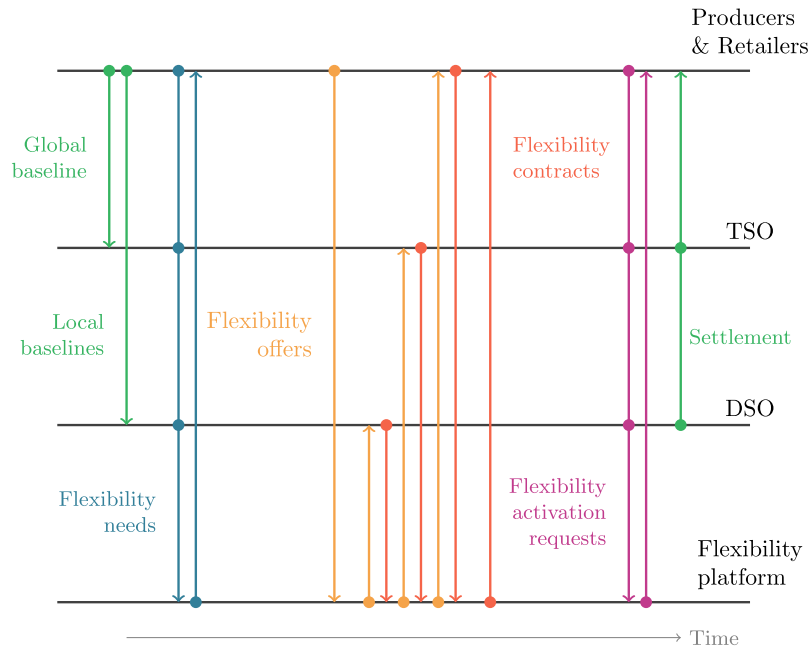 Producers
& Retailers
Global
baseline
Flexibility
contracts
TSO
Local
baselines
Flexibility
offers
Settlement
DSO
Flexibility
needs
Flexibility
activation
requests
Flexibility
platform
Time